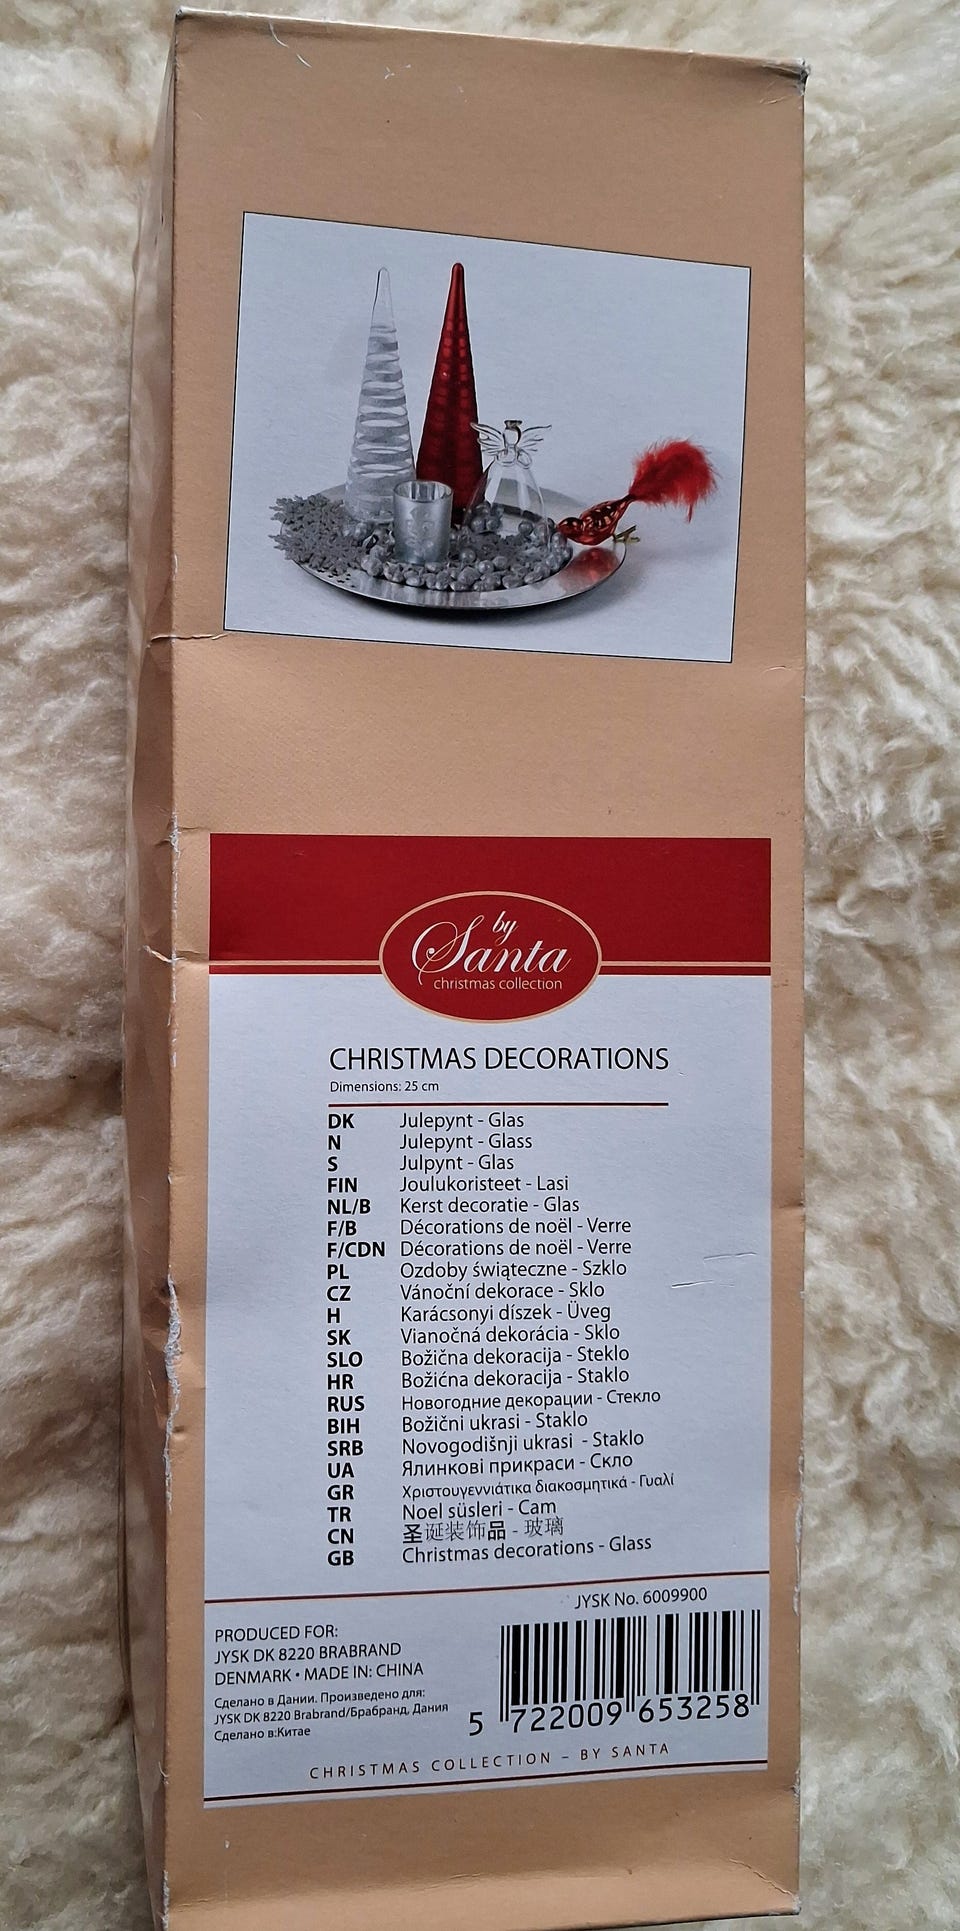 by
Santa
christmas collection
CHRISTMAS DECORATIONS
Dimensions: 25 cm
DK Julepynt - Glas
N Julepynt - Glass
S Julpynt - Glas
FIN Joulukoristeet - Lasi
NL/B Kerst decoratie - Glas
F/B Décorations de noël - Verre
F/CDN Décorations de noël - Verre
PL Ozdoby świąteczne - Szkło
CZ Vánoční dekorace - Sklo
H Karácsonyi díszek - Üveg
SK Vianočná dekorácia - Sklo
SLO Božična dekoracija - Steklo
HR Božićna dekoracija - Staklo
RUS Новогодние декорации - Стекло
BIH Božični ukrasi - Staklo
SRB Novogodišnji ukrasi - Staklo
UA Ялинкові прикраси - Скло
GR Χριστουγεννιάτικα διακοσμητικά - Γυαλί
TR Noel süsleri - Cam
CN 圣诞装饰品 - 玻璃
GB Christmas decorations - Glass
JYSK No. 6009900
PRODUCED FOR:
JYSK DK 8220 BRABRAND
DENMARK • MADE IN: CHINA
Сделано в Дании. Произведено для:
JYSK DK 8220 Brabrand/Брабранд, Дания
Сделано в:Китае
5 722009 653258
CHRISTMAS COLLECTION – BY SANTA